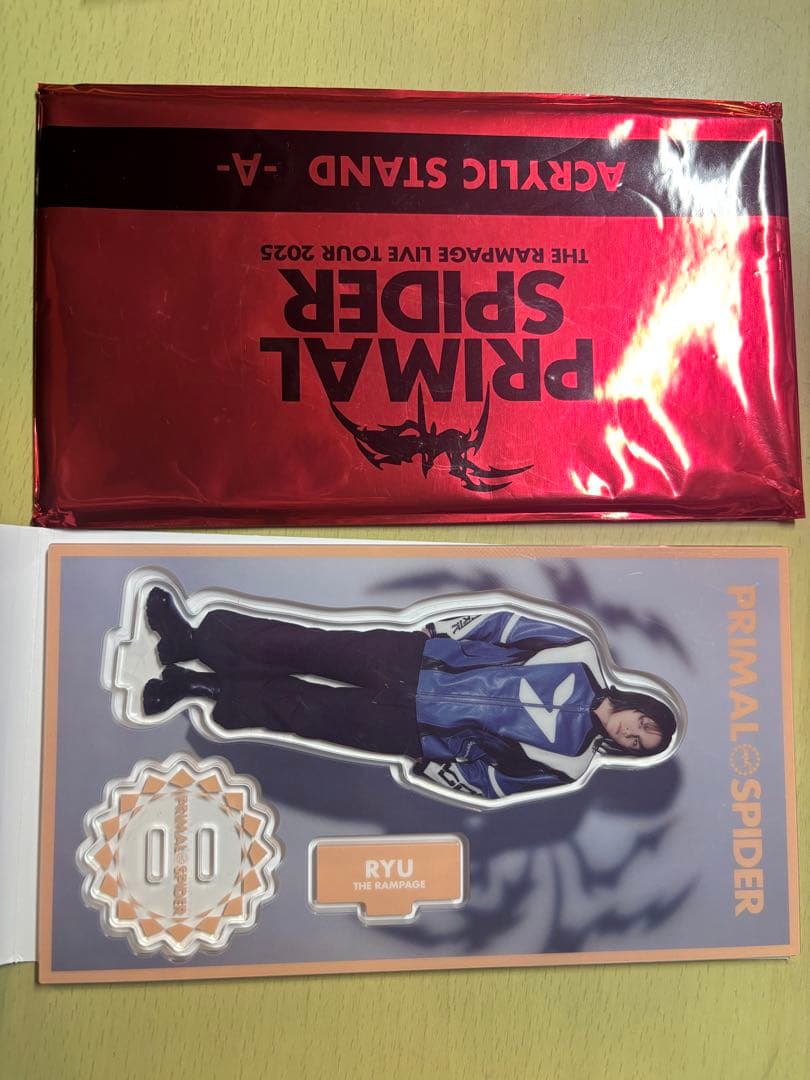 ACRYLIC STAND -A-
THE RAMPAGE LIVE TOUR 2025
PRIMAL
SPIDER
PRIMAL SPIDER
RYU
THE RAMPAGE
PRIMAL SPIDER